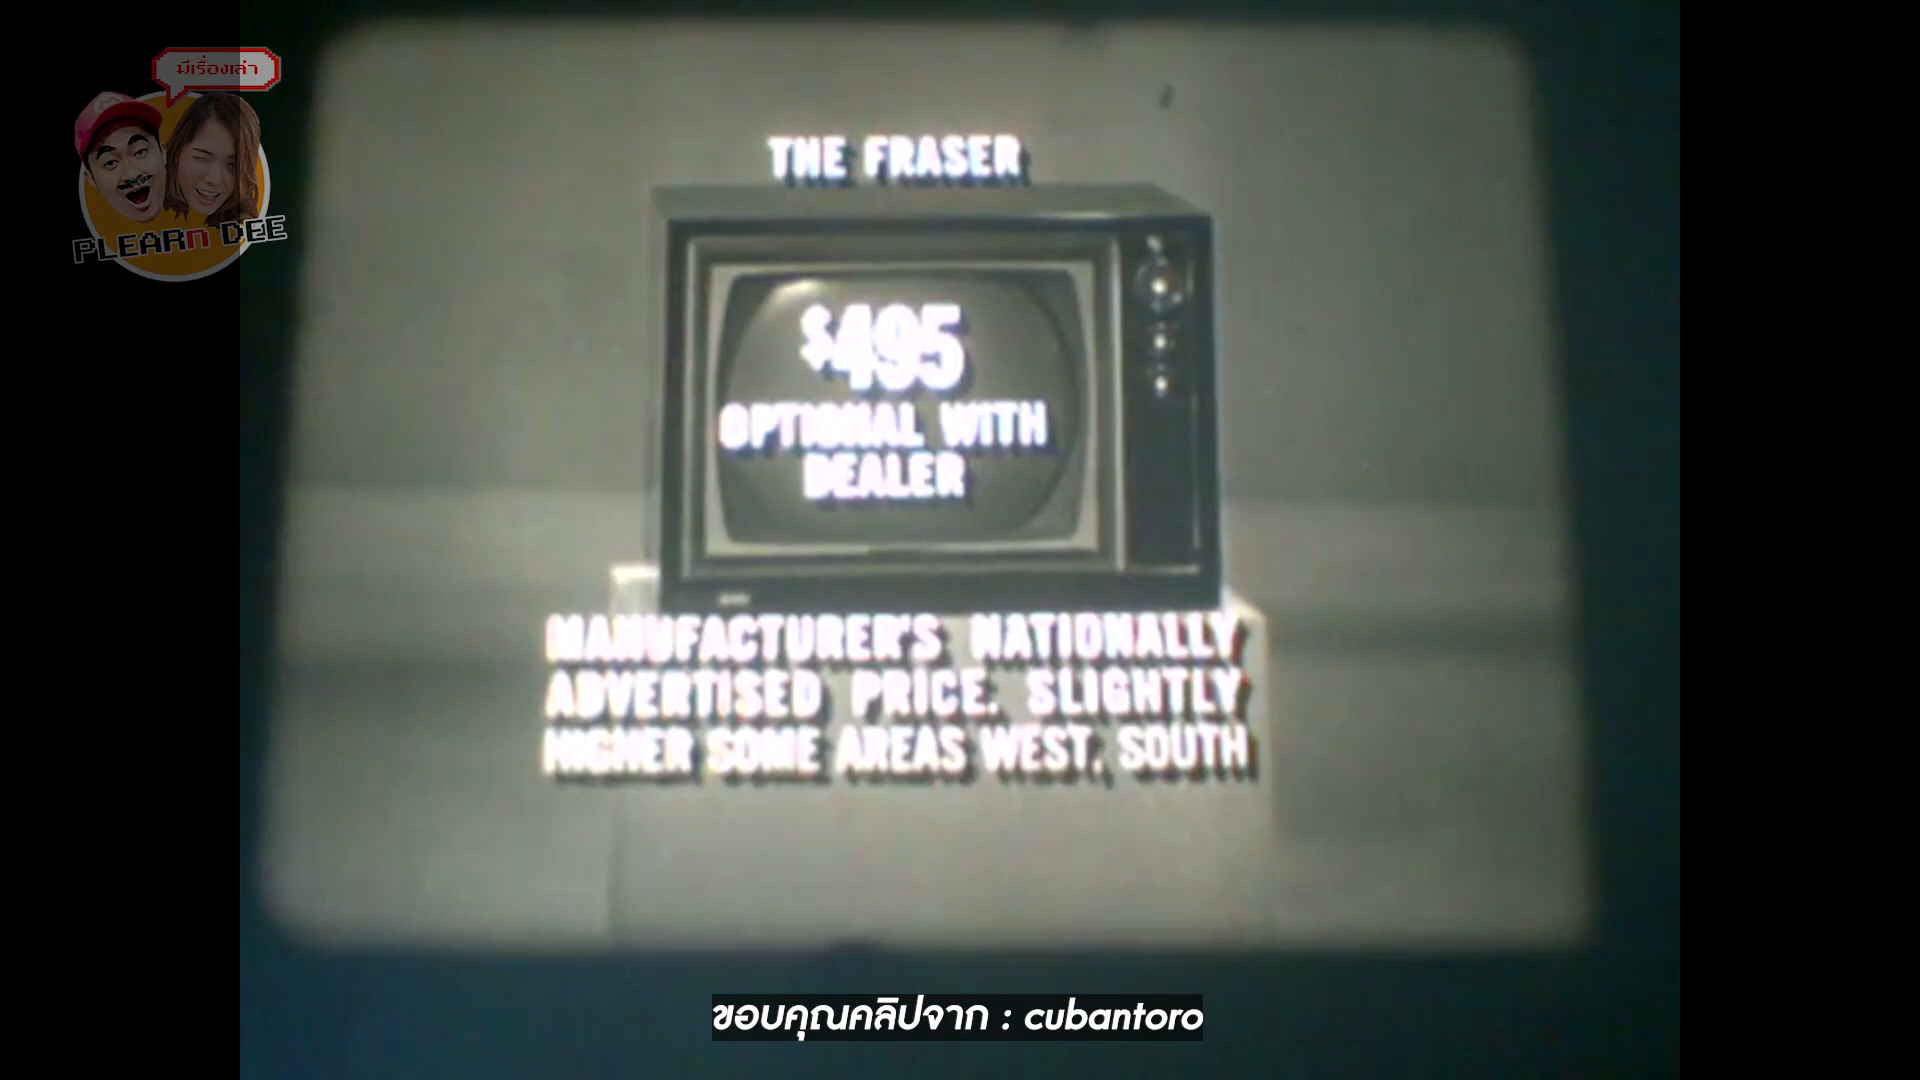 มีเรื่องเล่า
PLEARN DEE
THE FRASER
$495
OPTIONAL WITH
DEALER
MANUFACTURER'S NATIONALLY
ADVERTISED PRICE. SLIGHTLY
HIGHER SOME AREAS WEST, SOUTH
ขอบคุณคลิปจาก : cubantoro